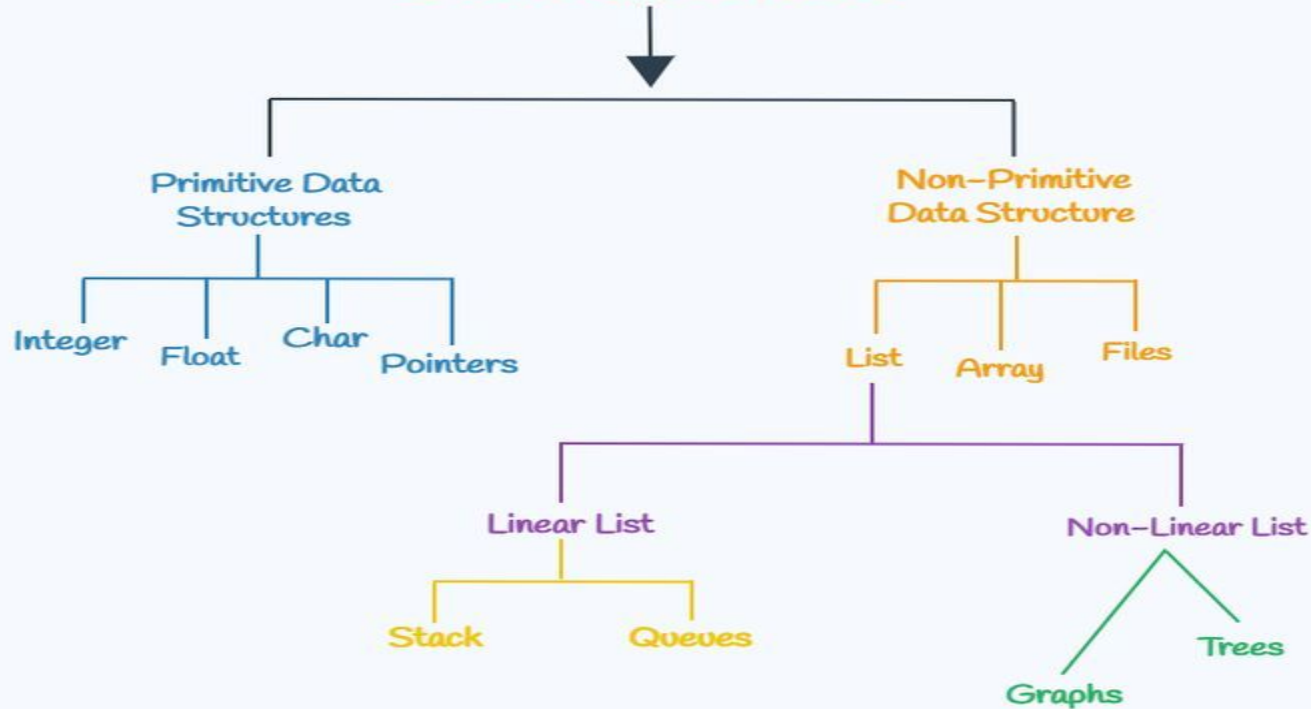 Primitive Data
Structures
Non-Primitive
Data Structure
Integer
Float
Char
Pointers
List
Array
Files
Linear List
Non-Linear List
Stack
Queues
Trees
Graphs